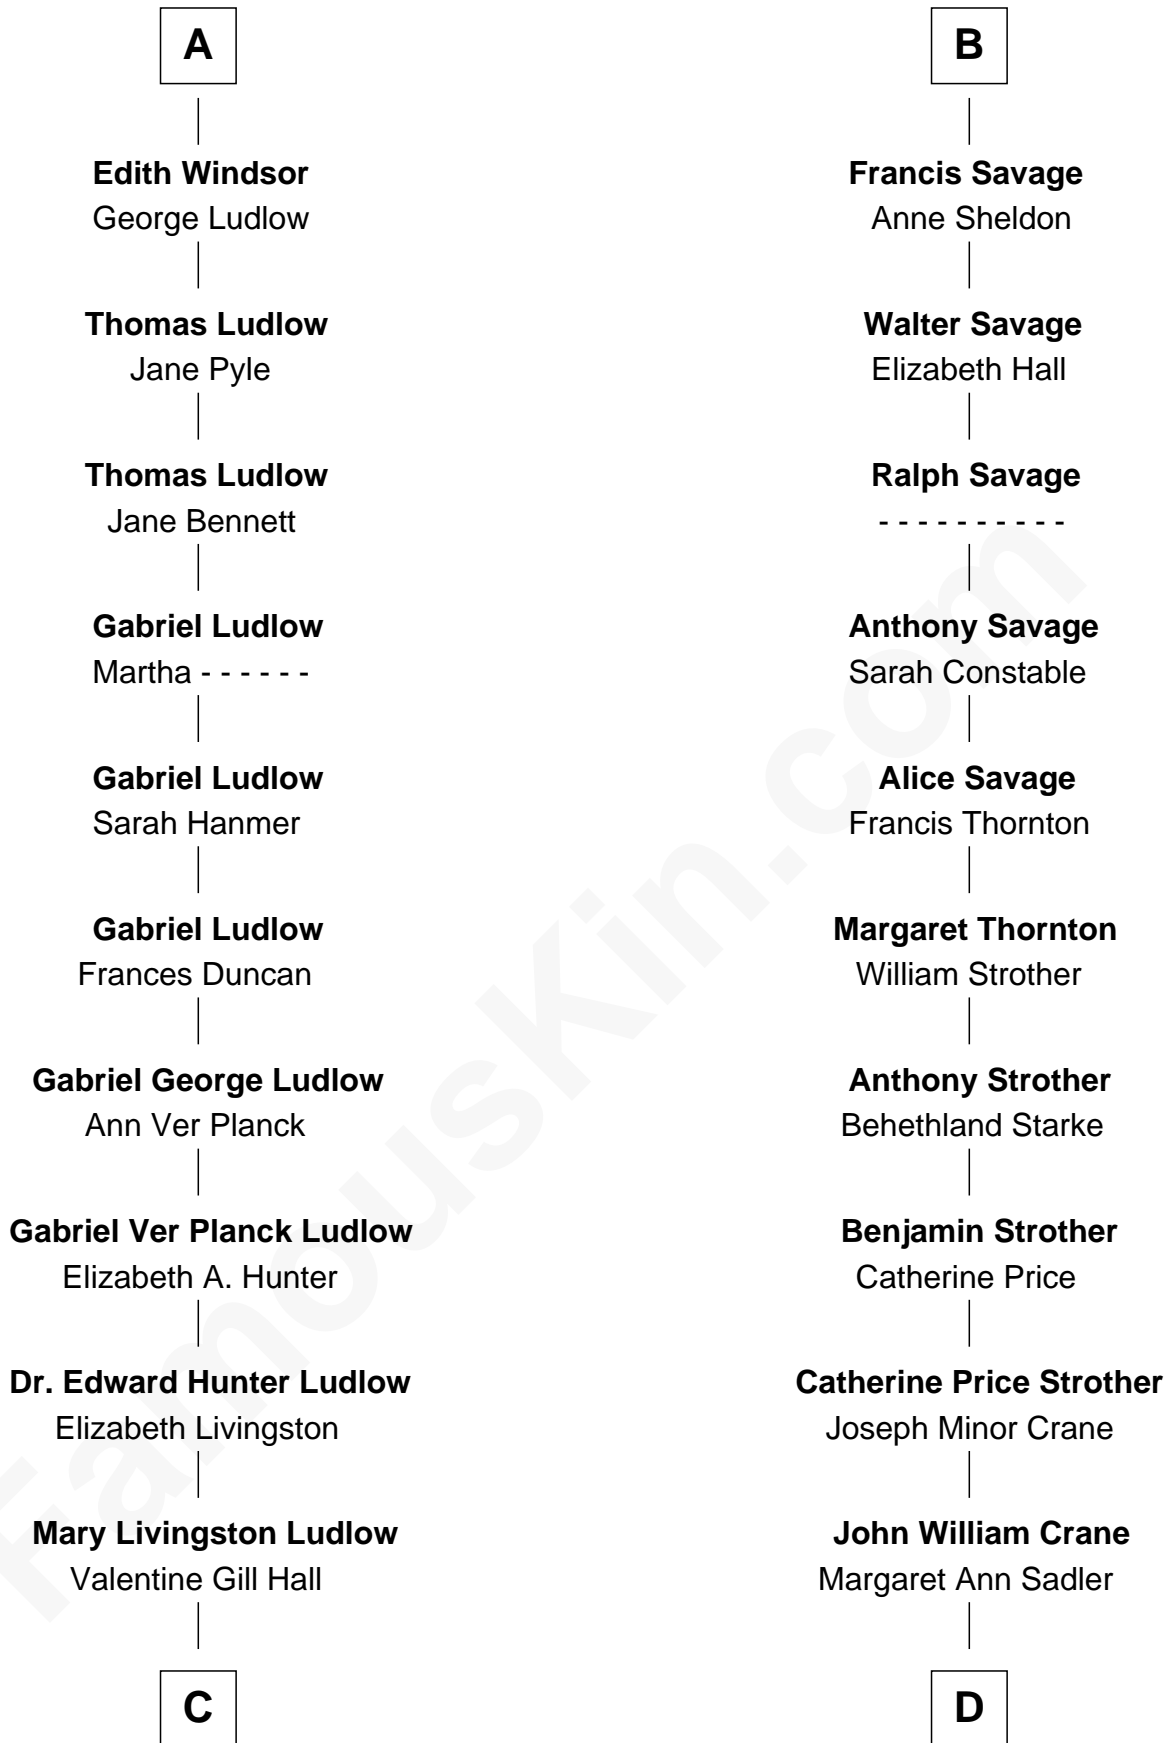 A
Edith Windsor
George Ludlow
Thomas Ludlow
Jane Pyle
Thomas Ludlow
Jane Bennett
Gabriel Ludlow
Martha - - - - - -
Gabriel Ludlow
Sarah Hanmer
Gabriel Ludlow
Frances Duncan
Gabriel George Ludlow
Ann Ver Planck
Gabriel Ver Planck Ludlow
Elizabeth A. Hunter
Dr. Edward Hunter Ludlow
Elizabeth Livingston
Mary Livingston Ludlow
Valentine Gill Hall
C
B
Francis Savage
Anne Sheldon
Walter Savage
Elizabeth Hall
Ralph Savage
- - - - - - - - - -
Anthony Savage
Sarah Constable
Alice Savage
Francis Thornton
Margaret Thornton
William Strother
Anthony Strother
Behethland Starke
Benjamin Strother
Catherine Price
Catherine Price Strother
Joseph Minor Crane
John William Crane
Margaret Ann Sadler
D
FamousKin.com